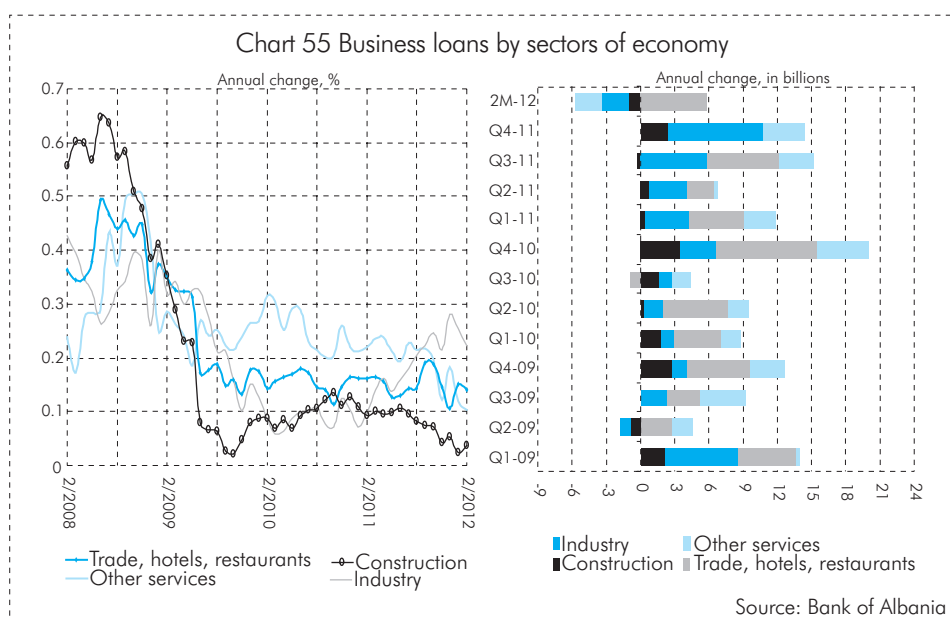 Chart 55 Business loans by sectors of economy
Annual change, %
0.7
0.6
0.5
0.4
0.3
0.2
0.1
0
2/2008
2/2009
2/2010
2/2011
2/2012
Trade, hotels, restaurants
Construction
Other services
Industry
Annual change, in billions
2M-12
Q4-11
Q3-11
Q2-11
Q1-11
Q4-10
Q3-10
Q2-10
Q1-10
Q4-09
Q3-09
Q2-09
Q1-09
-9
-6
-3
0
3
6
9
12
15
18
21
24
Industry
Other services
Construction
Trade, hotels, restaurants
Source: Bank of Albania